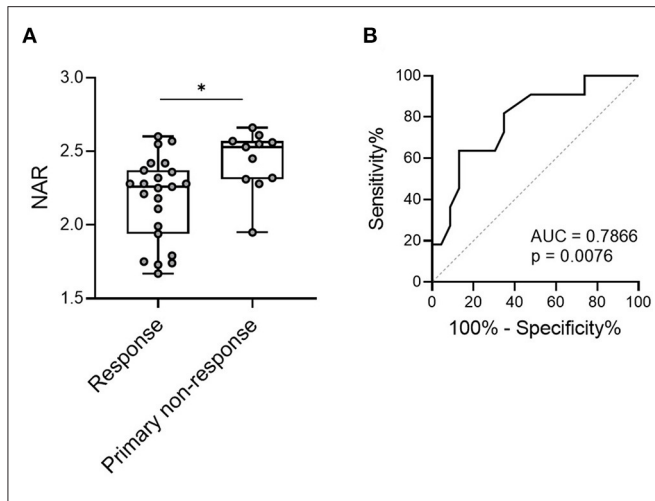 A
3.0
2.5
2.0
1.5
NAR
*
Response
Primary non-response
B
100
80
60
40
20
0
Sensitivity%
AUC = 0.7866
p = 0.0076
0 20 40 60 80 100
100% - Specificity%